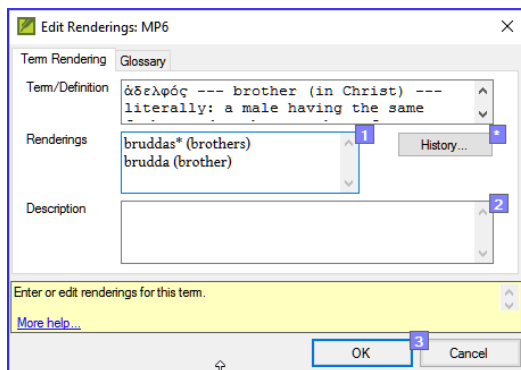 Edit Renderings: MP6
Term Rendering Glossary
Term/Definition
ἀδελφός --- brother (in Christ) ---
literally: a male having the same
Renderings
bruddas* (brothers)
brudda (brother)
1
History...
*
Description
2
Enter or edit renderings for this term.
More help...
OK
3
Cancel